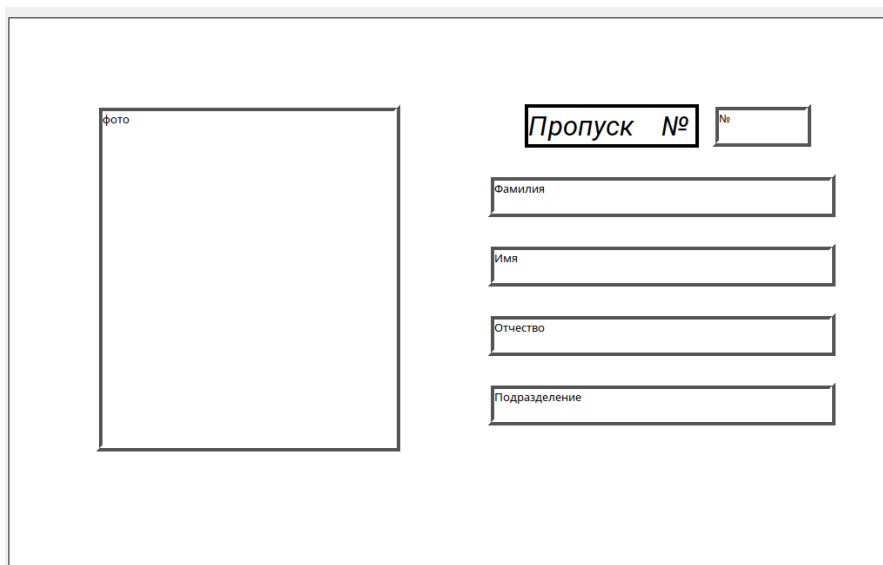 фото
Пропуск №
№
Фамилия
Имя
Отчество
Подразделение